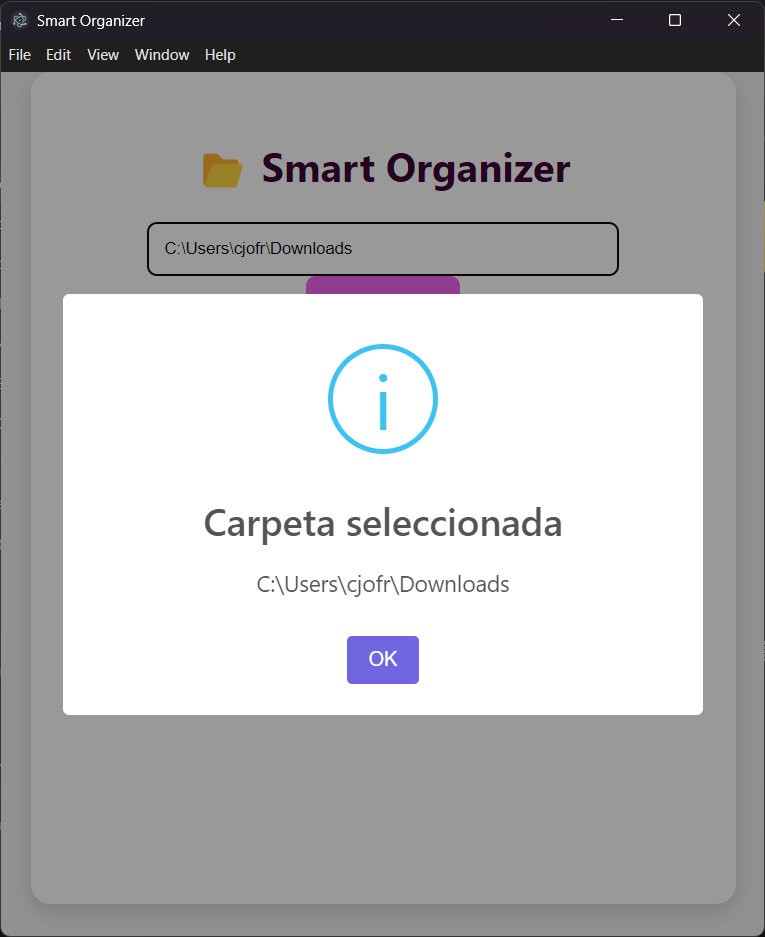 Smart Organizer
File Edit View Window Help
Smart Organizer
C:\Users\cjofr\Downloads
Carpeta seleccionada
C:\Users\cjofr\Downloads
OK